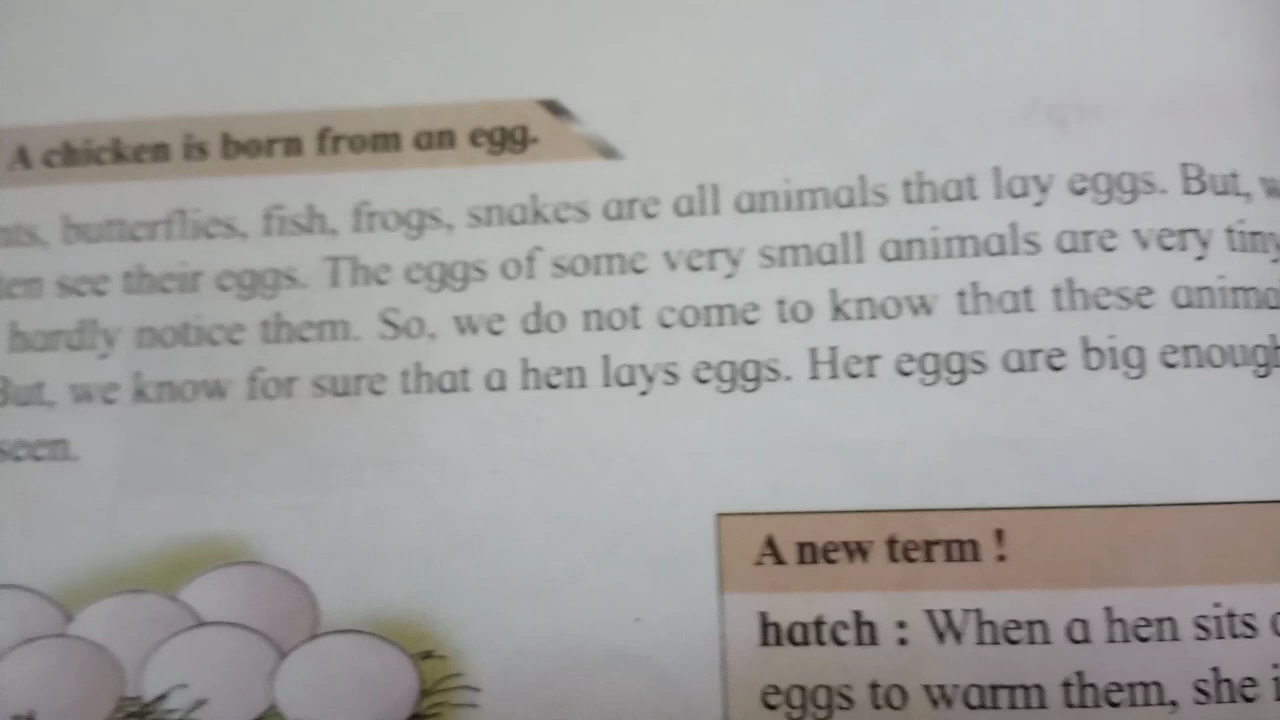 A chicken is born from an egg.
butterflies, fish, frogs, snakes are all animals that lay eggs. But,
see their eggs. The eggs of some very small animals are very tiny
hardly notice them. So, we do not come to know that these
But, we know for sure that a hen lays eggs. Her eggs are big enough
seen.
A new term !
hatch : When a hen sits
eggs to warm them, she